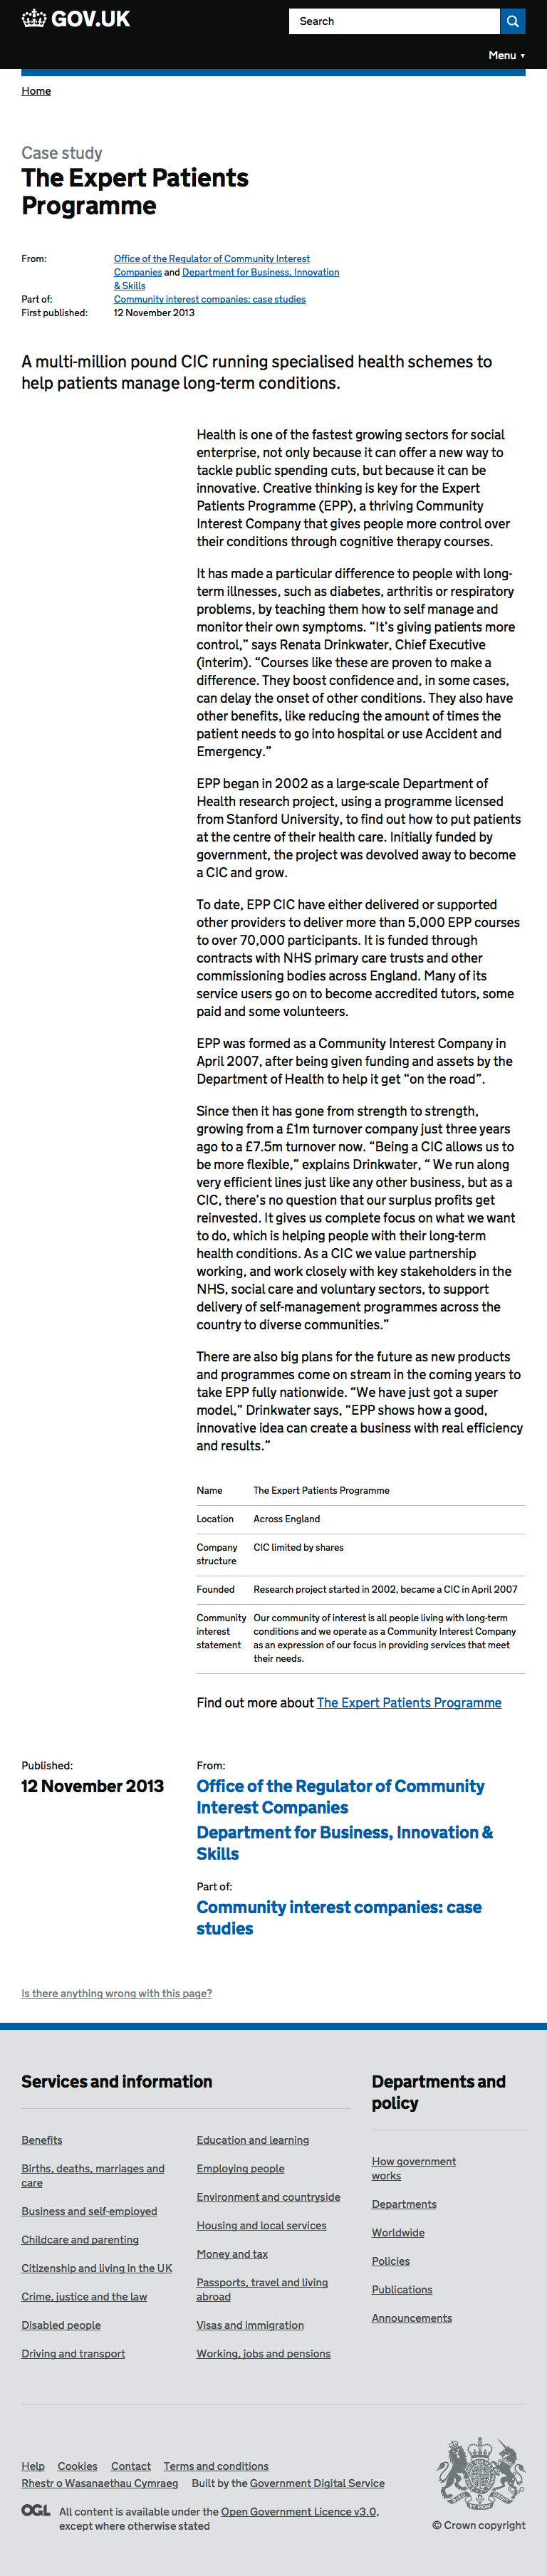 GOV.UK
Search
Menu ▼
Home
Case study
The Expert Patients
Programme
From:
Office of the Regulator of Community Interest
Companies and Department for Business, Innovation
& Skills
Part of:
Community interest companies: case studies
First published:
12 November 2013
A multi-million pound CIC running specialised health schemes to
help patients manage long-term conditions.
Health is one of the fastest growing sectors for social
enterprise, not only because it can offer a new way to
tackle public spending cuts, but because it can be
innovative. Creative thinking is key for the Expert
Patients Programme (EPP), a thriving Community
Interest Company that gives people more control over
their conditions through cognitive therapy courses.
It has made a particular difference to people with long-
term illnesses, such as diabetes, arthritis or respiratory
problems, by teaching them how to self manage and
monitor their own symptoms. “It’s giving patients more
control,” says Renata Drinkwater, Chief Executive
(interim). “Courses like these are proven to make a
difference. They boost confidence and, in some cases,
can delay the onset of other conditions. They also have
other benefits, like reducing the amount of times the
patient needs to go into hospital or use Accident and
Emergency.”
EPP began in 2002 as a large-scale Department of
Health research project, using a programme licensed
from Stanford University, to find out how to put patients
at the centre of their health care. Initially funded by
government, the project was devolved away to become
a CIC and grow.
To date, EPP CIC have either delivered or supported
other providers to deliver more than 5,000 EPP courses
to over 70,000 participants. It is funded through
contracts with NHS primary care trusts and other
commissioning bodies across England. Many of its
service users go on to become accredited tutors, some
paid and some volunteers.
EPP was formed as a Community Interest Company in
April 2007, after being given funding and assets by the
Department of Health to help it get “on the road”.
Since then it has gone from strength to strength,
growing from a £1m turnover company just three years
ago to a £7.5m turnover now. “Being a CIC allows us to
be more flexible,” explains Drinkwater, “ We run along
very efficient lines just like any other business, but as a
CIC, there’s no question that our surplus profits get
reinvested. It gives us complete focus on what we want
to do, which is helping people with their long-term
health conditions. As a CIC we value partnership
working, and work closely with key stakeholders in the
NHS, social care and voluntary sectors, to support
delivery of self-management programmes across the
country to diverse communities.”
There are also big plans for the future as new products
and programmes come on stream in the coming years to
take EPP fully nationwide. “We have just got a super
model,” Drinkwater says, “EPP shows how a good,
innovative idea can create a business with real efficiency
and results.”
Name The Expert Patients Programme
Location Across England
Company CIC limited by shares
structure
Founded Research project started in 2002, became a CIC in April 2007
Community Our community of interest is all people living with long-term
interest conditions and we operate as a Community Interest Company
statement as an expression of our focus in providing services that meet
their needs.
Find out more about The Expert Patients Programme
Published:
12 November 2013
From:
Office of the Regulator of Community
Interest Companies
Department for Business, Innovation &
Skills
Part of:
Community interest companies: case
studies
Is there anything wrong with this page?
Services and information
Benefits
Births, deaths, marriages and
care
Business and self-employed
Childcare and parenting
Citizenship and living in the UK
Crime, justice and the law
Disabled people
Driving and transport
Education and learning
Employing people
Environment and countryside
Housing and local services
Money and tax
Passports, travel and living
abroad
Visas and immigration
Working, jobs and pensions
Departments and
policy
How government
works
Departments
Worldwide
Policies
Publications
Announcements
Help Cookies Contact Terms and conditions
Rhestr o Wasanaethau Cymraeg Built by the Government Digital Service
OGL All content is available under the Open Government Licence v3.0,
except where otherwise stated
© Crown copyright